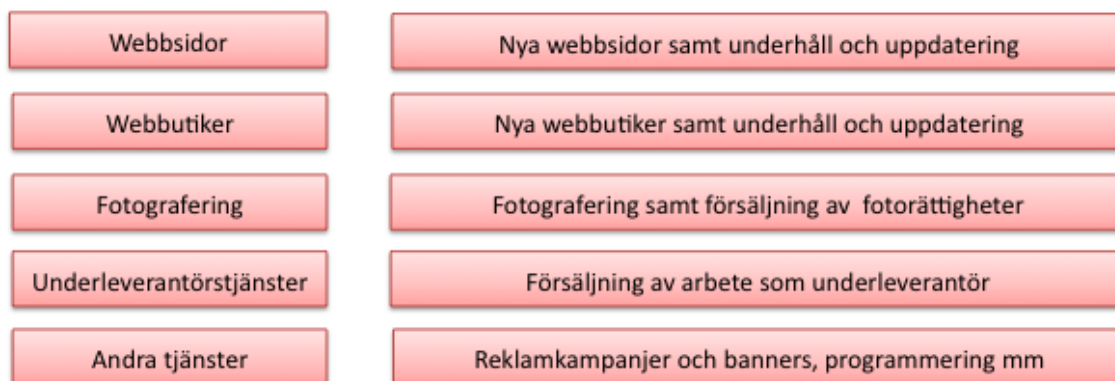 Webbsidor
Nya webbsidor samt underhåll och uppdatering
Webbutiker
Nya webbutiker samt underhåll och uppdatering
Fotografering
Fotografering samt försäljning av  fotorättigheter
Underleverantörstjänster
Försäljning av arbete som underleverantör
Andra tjänster
Reklamkampanjer och banners, programmering mm